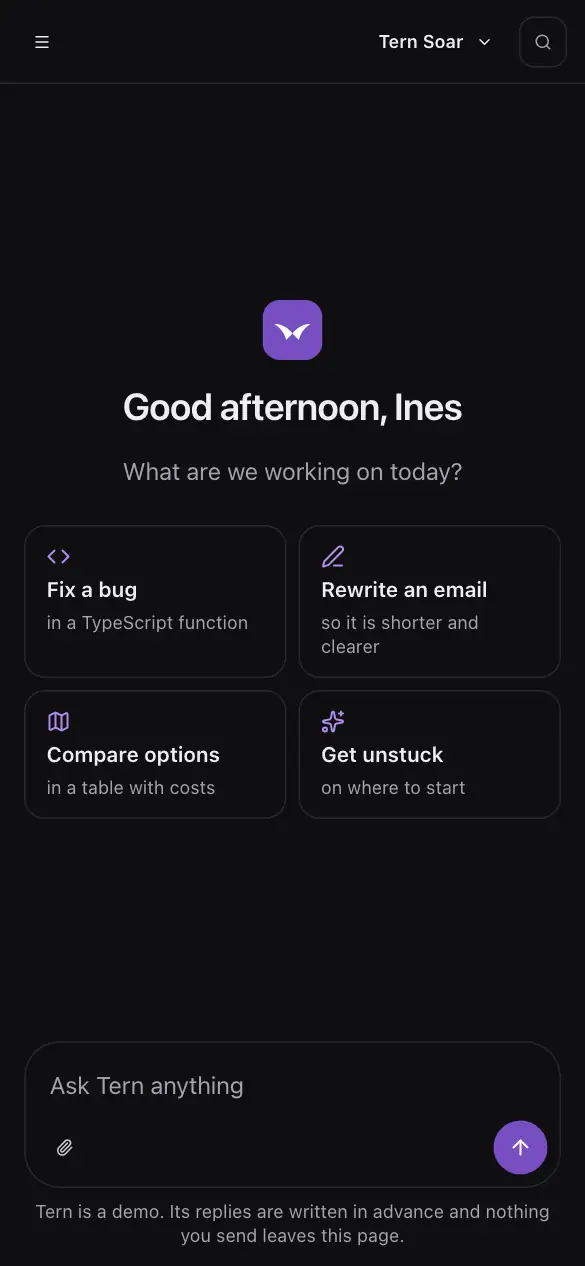 Tern Soar
Good afternoon, Ines
What are we working on today?
Fix a bug
in a TypeScript function
Rewrite an email
so it is shorter and
clearer
Compare options
in a table with costs
Get unstuck
on where to start
Ask Tern anything
Tern is a demo. Its replies are written in advance and nothing
you send leaves this page.